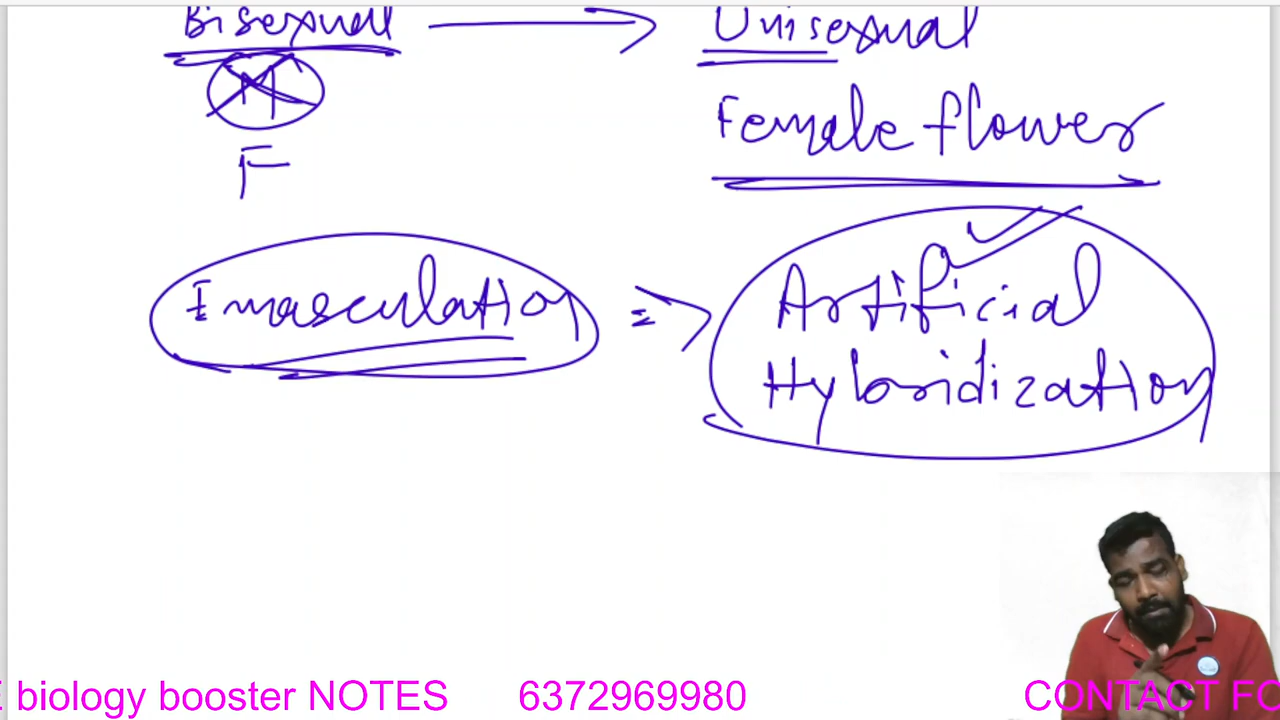 Bisexual → Unisexual
M
F
Female flower
Emasculation ⇒ Artificial
Hybridization
E biology booster NOTES 6372969980 CONTACT FO